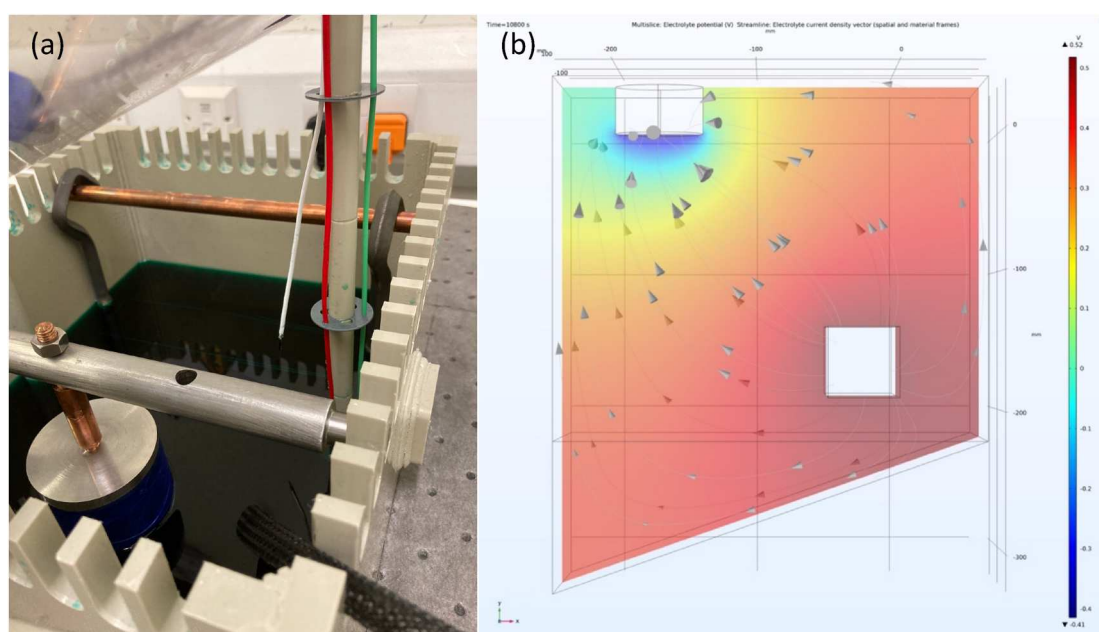 (a)
(b)
Time=10800 s
Multislice: Electrolyte potential (V) Streamline: Electrolyte current density vector (spatial and material frames)
mm
-200
-100
0
mm
100
-100
V
▲ 0.52
0.5
0.4
0.3
0.2
0.1
0
-0.1
-0.2
-0.3
-0.4
▼ -0.41
0
-100
mm
-200
-300
Y
X